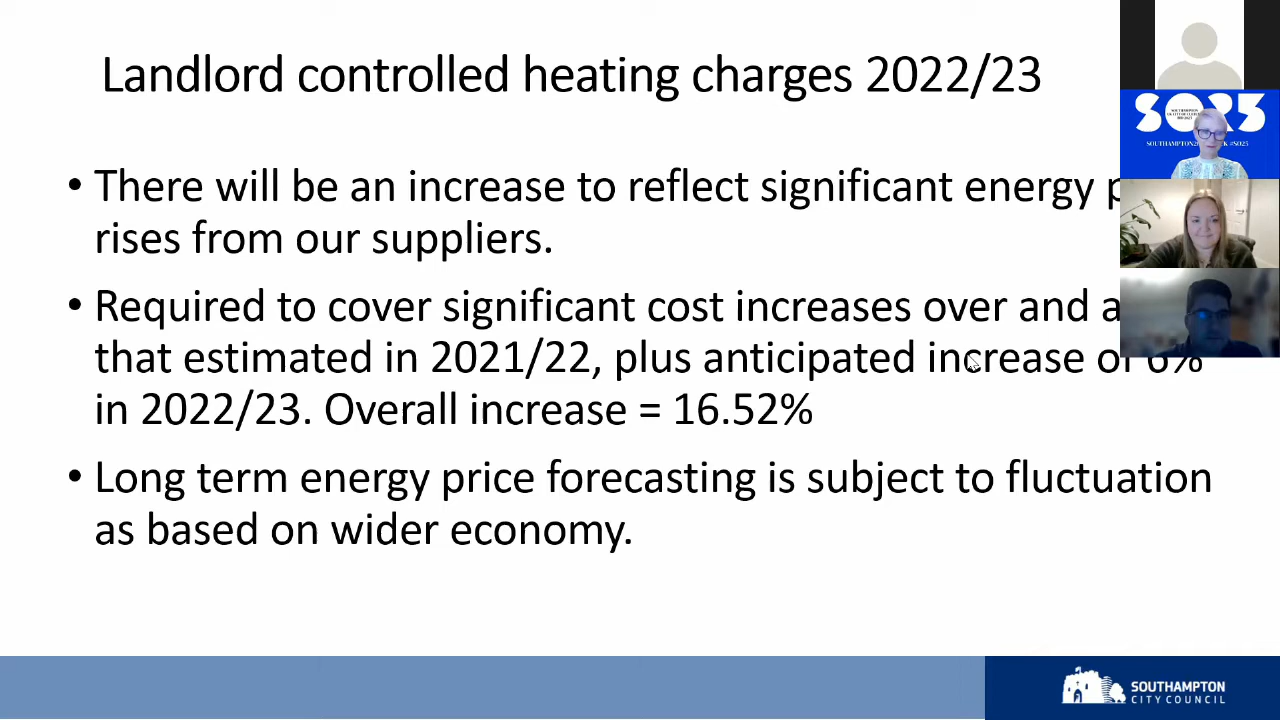 Landlord controlled heating charges 2022/23
SO25
• There will be an increase to reflect significant energy
rises from our suppliers.
• Required to cover significant cost increases over and
that estimated in 2021/22, plus anticipated increase of 6%
in 2022/23. Overall increase = 16.52%
• Long term energy price forecasting is subject to fluctuation
as based on wider economy.
SOUTHAMPTON
CITY COUNCIL